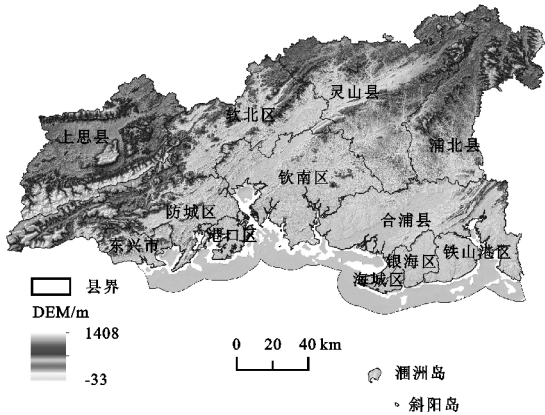 灵山县
钦北区
上思县
浦北县
钦南区
防城区
合浦县
港口区
东兴市
银海区
铁山港区
海城区
县界
DEM/m
1408
-33
0 20 40 km
涠洲岛
斜阳岛